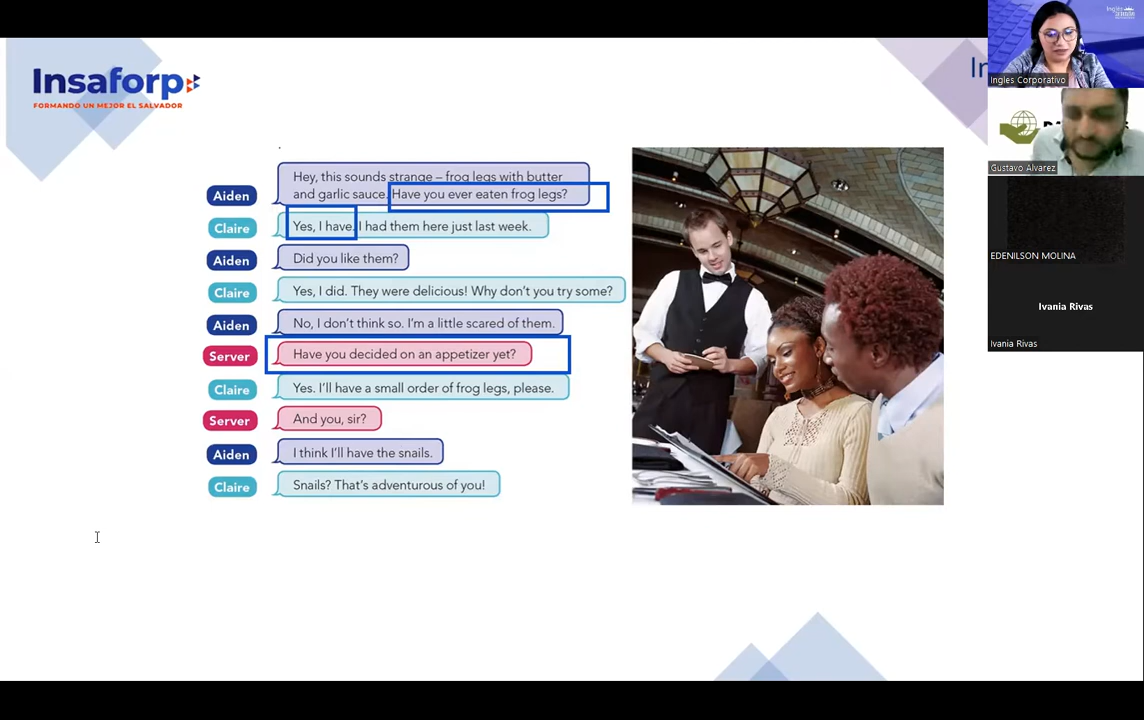 Insaforp
FORMANDO UN MEJOR EL SALVADOR
In
Aiden
Hey, this sounds strange – frog legs with butter
and garlic sauce. Have you ever eaten frog legs?
Claire
Yes, I have. I had them here just last week.
Aiden
Did you like them?
Claire
Yes, I did. They were delicious! Why don't you try some?
Aiden
No, I don't think so. I'm a little scared of them.
Server
Have you decided on an appetizer yet?
Claire
Yes. I'll have a small order of frog legs, please.
Server
And you, sir?
Aiden
I think I'll have the snails.
Claire
Snails? That's adventurous of you!
Ingles Corporativo
Gustavo Alvarez
EDENILSON MOLINA
Ivania Rivas
Ivania Rivas